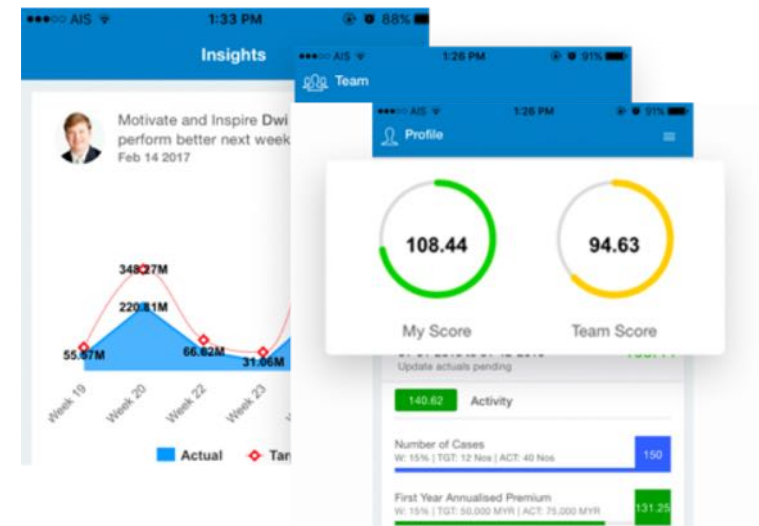 AIS 1:33 PM 88%
Insights
Motivate and Inspire Dwi
perform better next week
Feb 14 2017
348.27M
220.81M
55.67M
66.62M
31.06M
Week 19
Week 20
Week 22
Week 23
Actual
AIS 1:26 PM 91%
Team
AIS 1:26 PM 91%
Profile
108.44
My Score
94.63
Team Score
Update actuals pending
140.62 Activity
Number of Cases
W: 15% | TGT: 12 Nos | ACT: 40 Nos
150
First Year Annualised Premium
W: 15% | TGT: 50.000 MYR | ACT: 75.000 MYR
131.25